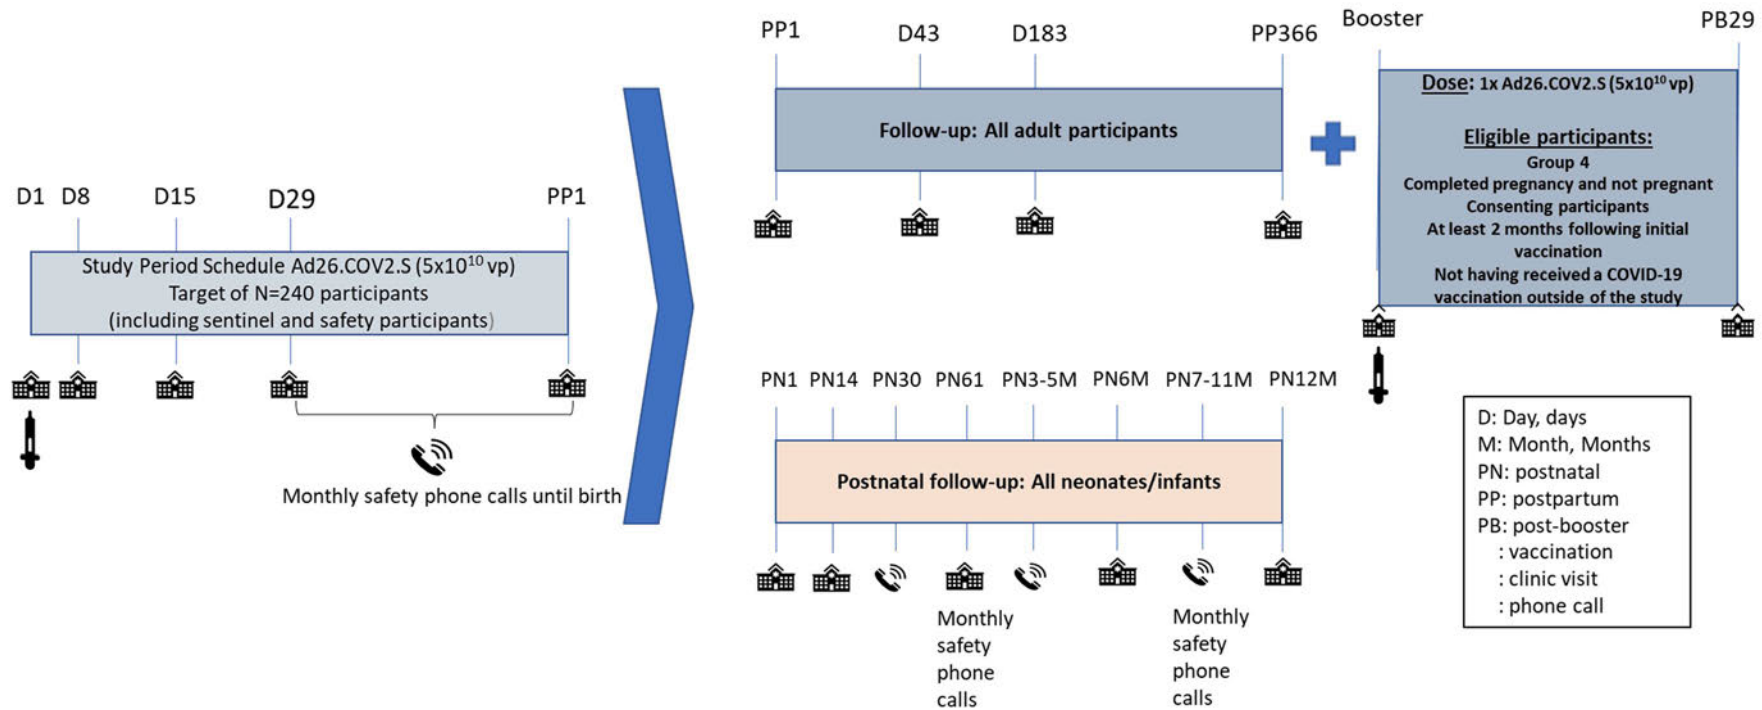 D1 D8 D15 D29 PP1
Study Period Schedule Ad26.COV2.S (5x10¹⁰ vp)
Target of N=240 participants
(including sentinel and safety participants)
Monthly safety phone calls until birth
PP1 D43 D183 PP366
Follow-up: All adult participants
Booster PB29
Dose: 1x Ad26.COV2.S (5x10¹⁰ vp)
Eligible participants:
Group 4
Completed pregnancy and not pregnant
Consenting participants
At least 2 months following initial
vaccination
Not having received a COVID-19
vaccination outside of the study
PN1 PN14 PN30 PN61 PN3-5M PN6M PN7-11M PN12M
Postnatal follow-up: All neonates/infants
Monthly
safety
phone
calls
Monthly
safety
phone
calls
D: Day, days
M: Month, Months
PN: postnatal
PP: postpartum
PB: post-booster
: vaccination
: clinic visit
: phone call